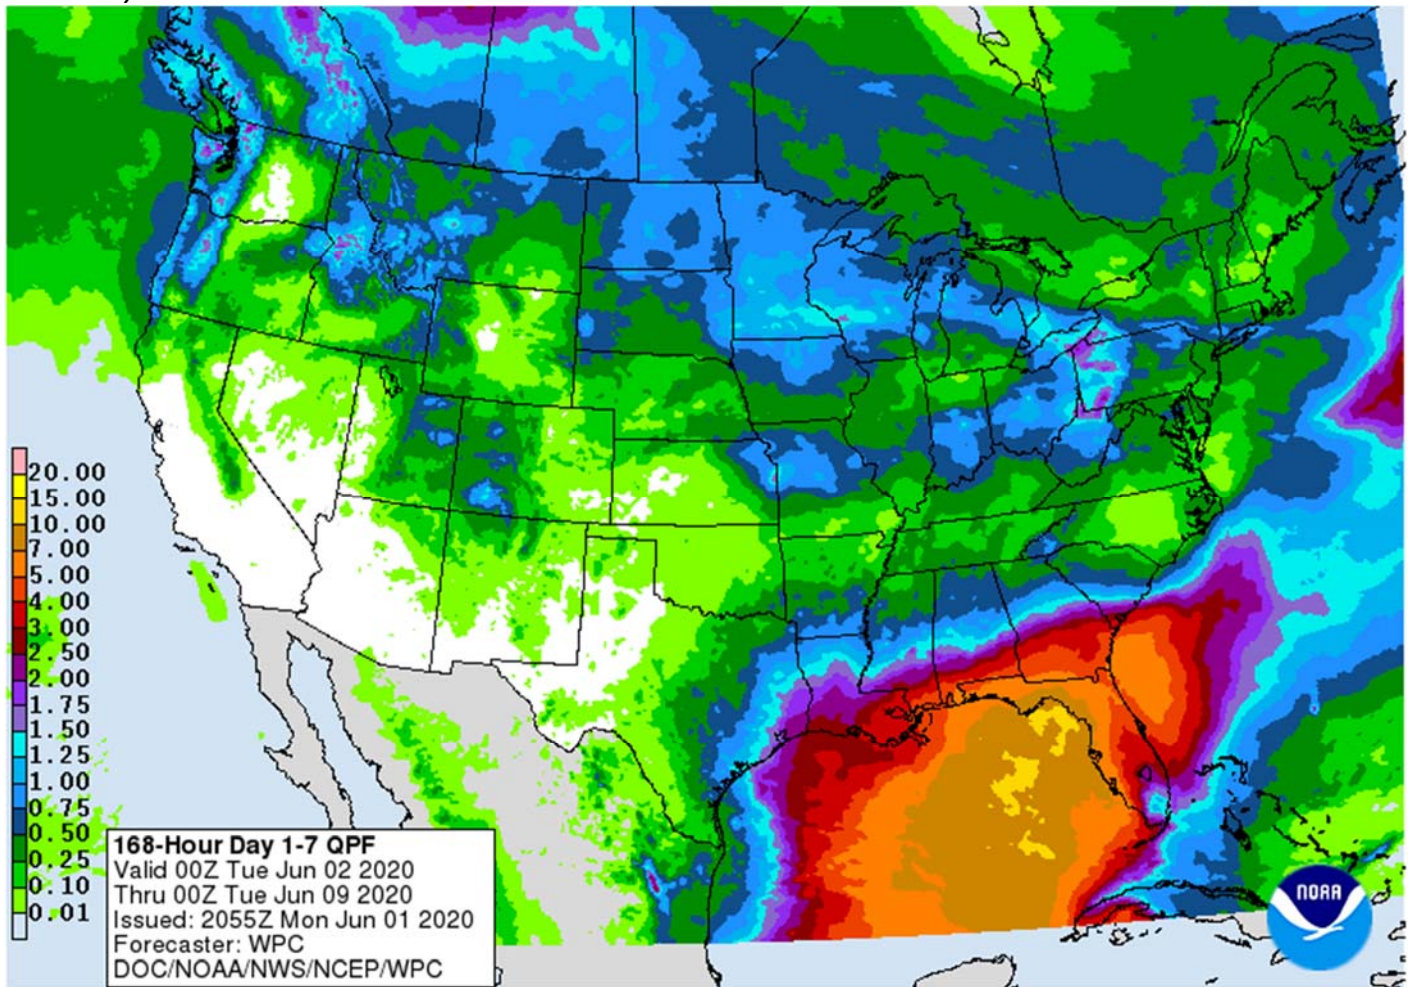 20.00
15.00
10.00
7.00
5.00
4.00
3.00
2.50
2.00
1.75
1.50
1.25
1.00
0.75
0.50
0.25
0.10
0.01
168-Hour Day 1-7 QPF
Valid 00Z Tue Jun 02 2020
Thru 00Z Tue Jun 09 2020
Issued: 2055Z Mon Jun 01 2020
Forecaster: WPC
DOC/NOAA/NWS/NCEP/WPC
NOAA